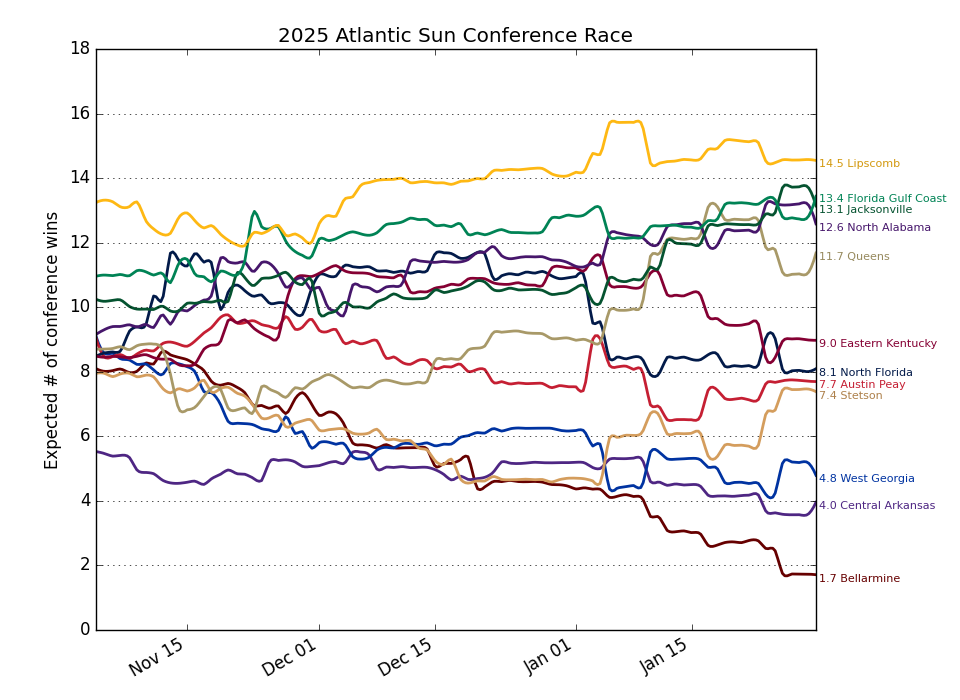 2025 Atlantic Sun Conference Race
Expected # of conference wins
18
16
14
12
10
8
6
4
2
0
Nov 15
Dec 01
Dec 15
Jan 01
Jan 15
14.5 Lipscomb
13.4 Florida Gulf Coast
13.1 Jacksonville
12.6 North Alabama
11.7 Queens
9.0 Eastern Kentucky
8.1 North Florida
7.7 Austin Peay
7.4 Stetson
4.8 West Georgia
4.0 Central Arkansas
1.7 Bellarmine